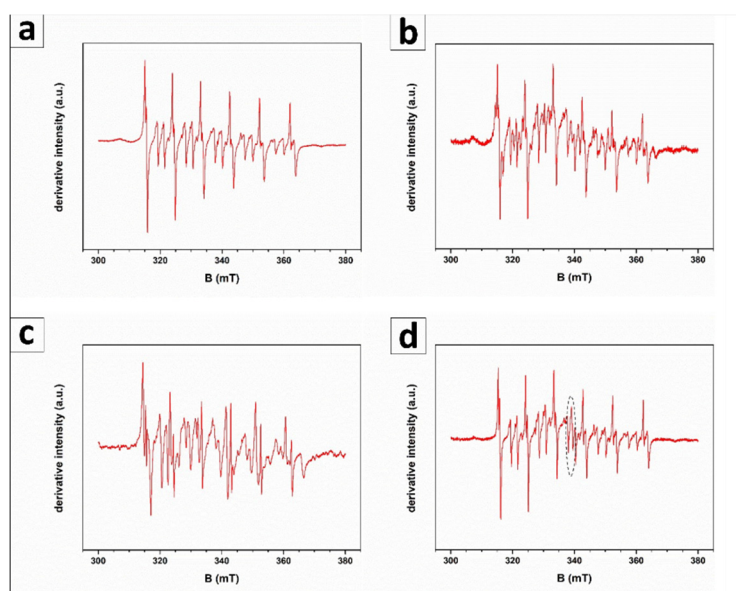 a
derivative intensity (a.u.)
300 320 340 360 380
B (mT)
b
derivative intensity (a.u.)
300 320 340 360 380
B (mT)
c
derivative intensity (a.u.)
300 320 340 360 380
B (mT)
d
derivative intensity (a.u.)
300 320 340 360 380
B (mT)